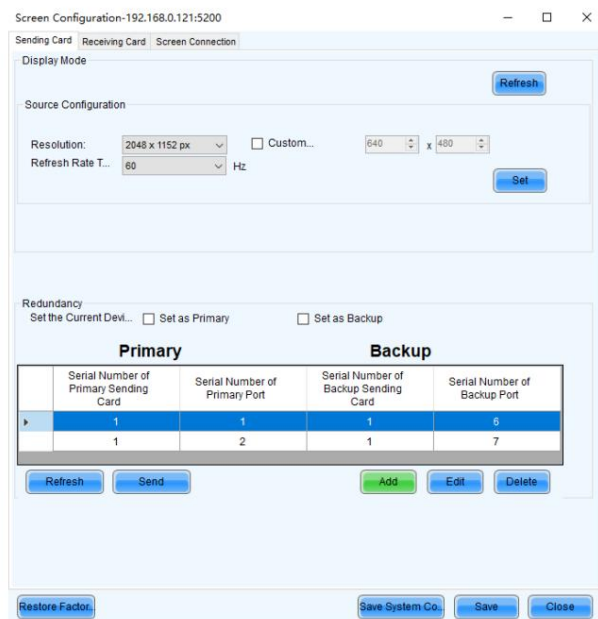 Screen Configuration-192.168.0.121:5200
Sending Card Receiving Card Screen Connection
Display Mode
Refresh
Source Configuration
Resolution: 2048 x 1152 px Custom... 640 x 480
Refresh Rate T... 60 Hz
Set
Redundancy
Set the Current Devi... Set as Primary Set as Backup
Primary Backup
Serial Number of Primary Sending Card Serial Number of Primary Port Serial Number of Backup Sending Card Serial Number of Backup Port
1 1 1 6
1 2 1 7
Refresh Send Add Edit Delete
Restore Factor.. Save System Co.. Save Close